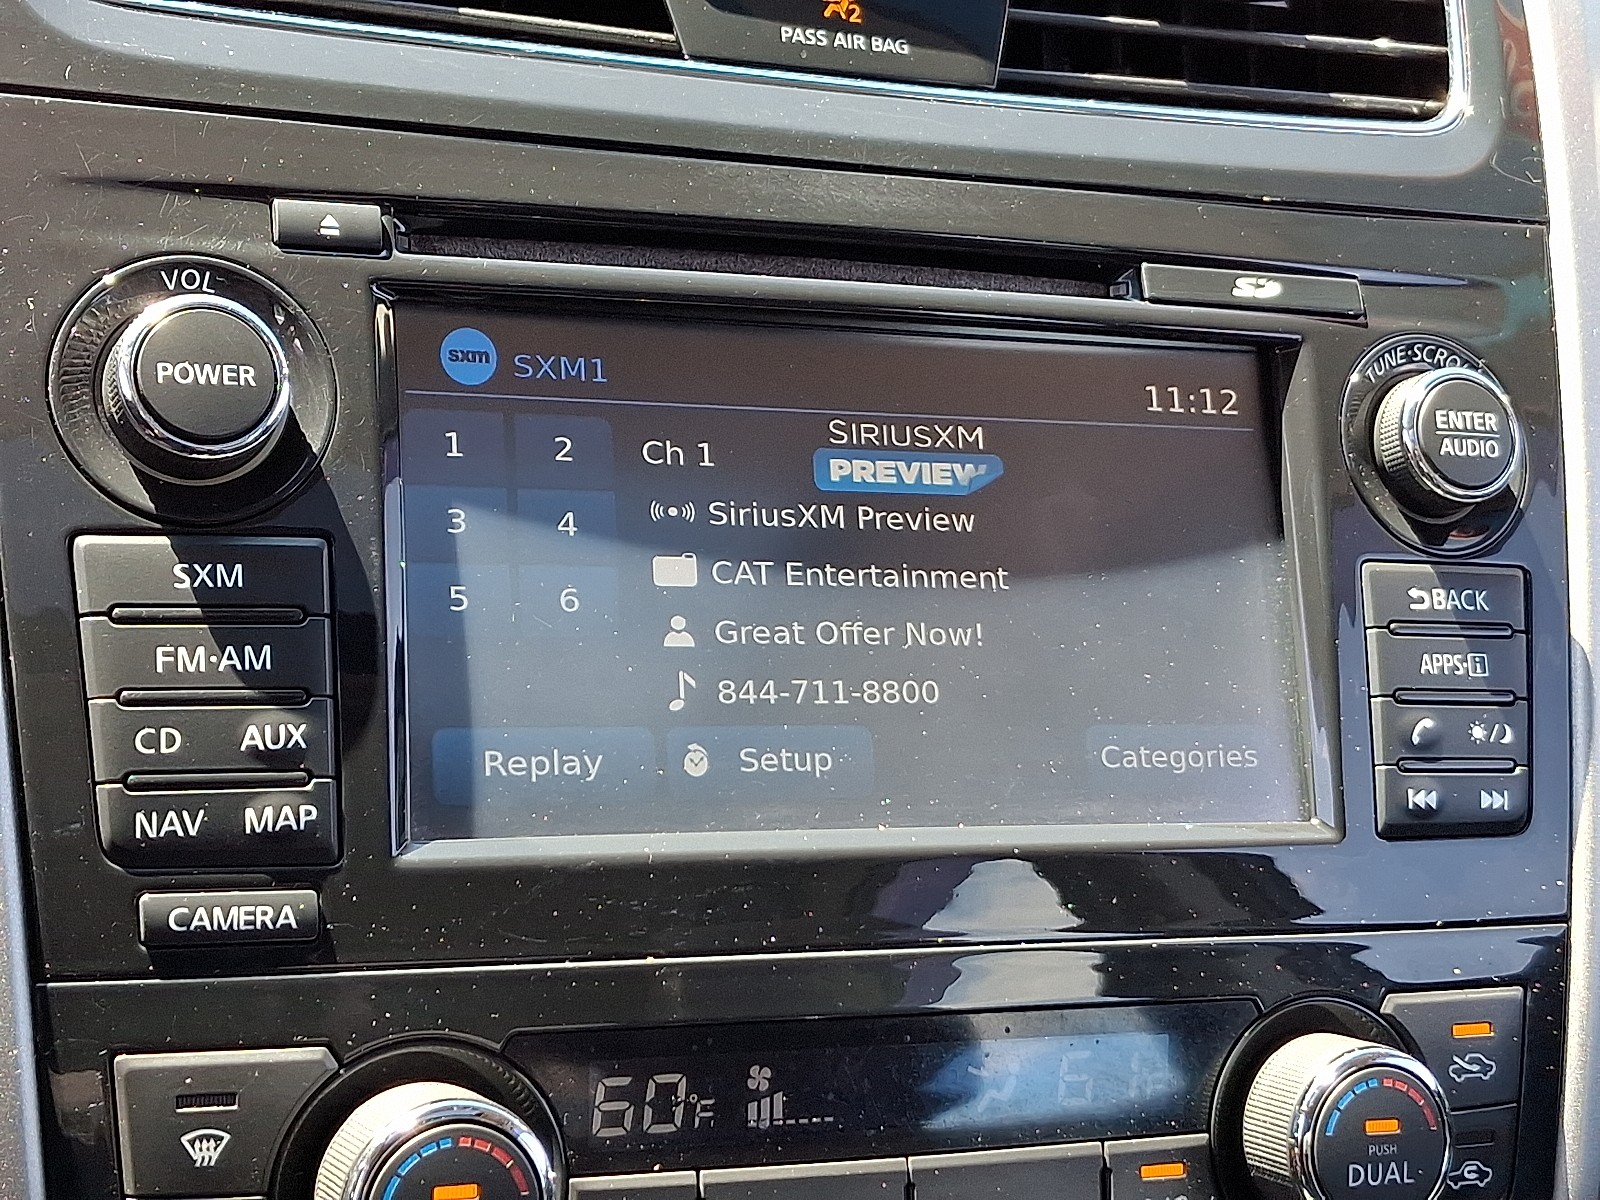 2
PASS AIR BAG
VOL
POWER
SXM
FM·AM
CD AUX
NAV MAP
CAMERA
sxm SXM1
11:12
1 2
3 4
5 6
Ch 1
SIRIUSXM
PREVIEW
SiriusXM Preview
CAT Entertainment
Great Offer Now!
844-711-8800
Replay
Setup
Categories
ENTER
AUDIO
BACK
APPS·i
60°F
PUSH
DUAL